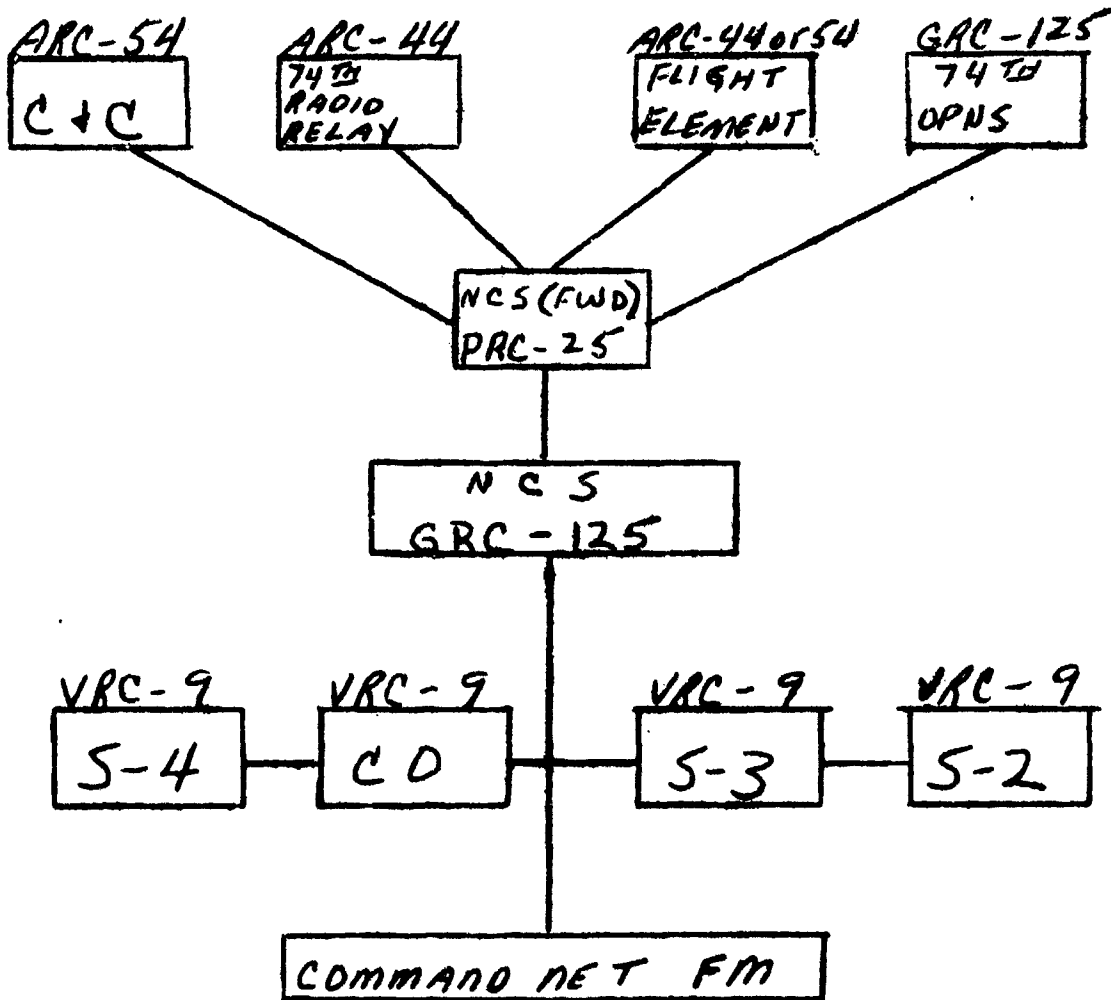 ARC-54
C + C
ARC-44
74TH
RADIO
RELAY
ARC-44 or 54
FLIGHT
ELEMENT
GRC-125
74TH
OPNS
NCS (FWD)
PRC-25
NCS
GRC-125
VRC-9
S-4
VRC-9
CO
VRC-9
S-3
VRC-9
S-2
COMMAND NET FM